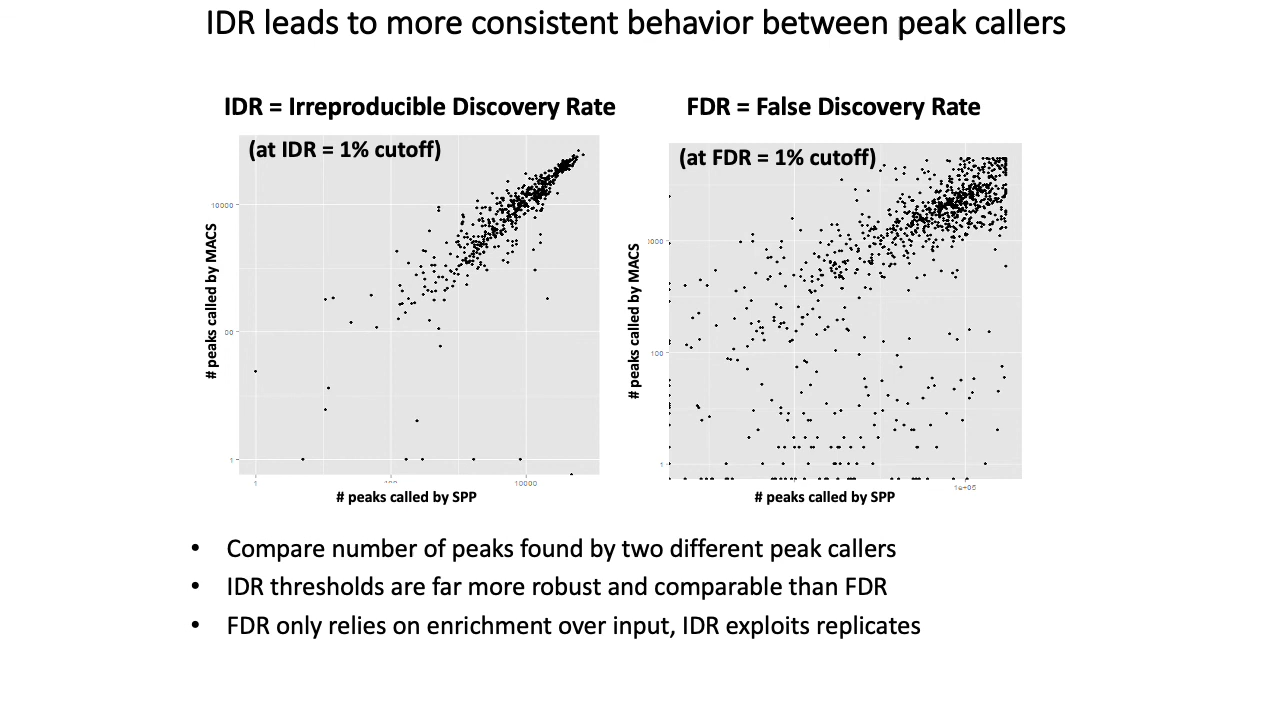 IDR leads to more consistent behavior between peak callers
IDR = Irreproducible Discovery Rate
FDR = False Discovery Rate
(at IDR = 1% cutoff)
(at FDR = 1% cutoff)
# peaks called by MACS
10000
00
1
1
10000
# peaks called by SPP
# peaks called by MACS
100
1
1e+05
# peaks called by SPP
• Compare number of peaks found by two different peak callers
• IDR thresholds are far more robust and comparable than FDR
• FDR only relies on enrichment over input, IDR exploits replicates